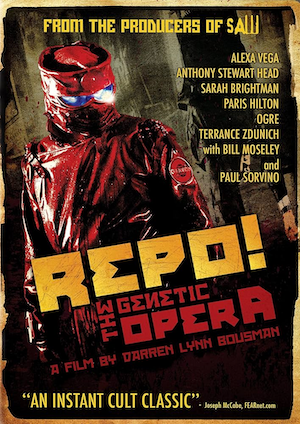 FROM THE PRODUCERS OF SAW
ALEXA VEGA
ANTHONY STEWART HEAD
SARAH BRIGHTMAN
PARIS HILTON
OGRE
TERRANCE ZDUNICH
with BILL MOSELEY
and
PAUL SORVINO
REPO!
THE GENETIC
OPERA
A FILM BY DARREN LYNN BOUSMAN
“AN INSTANT CULT CLASSIC” - Joseph McCabe, FEARnet.com